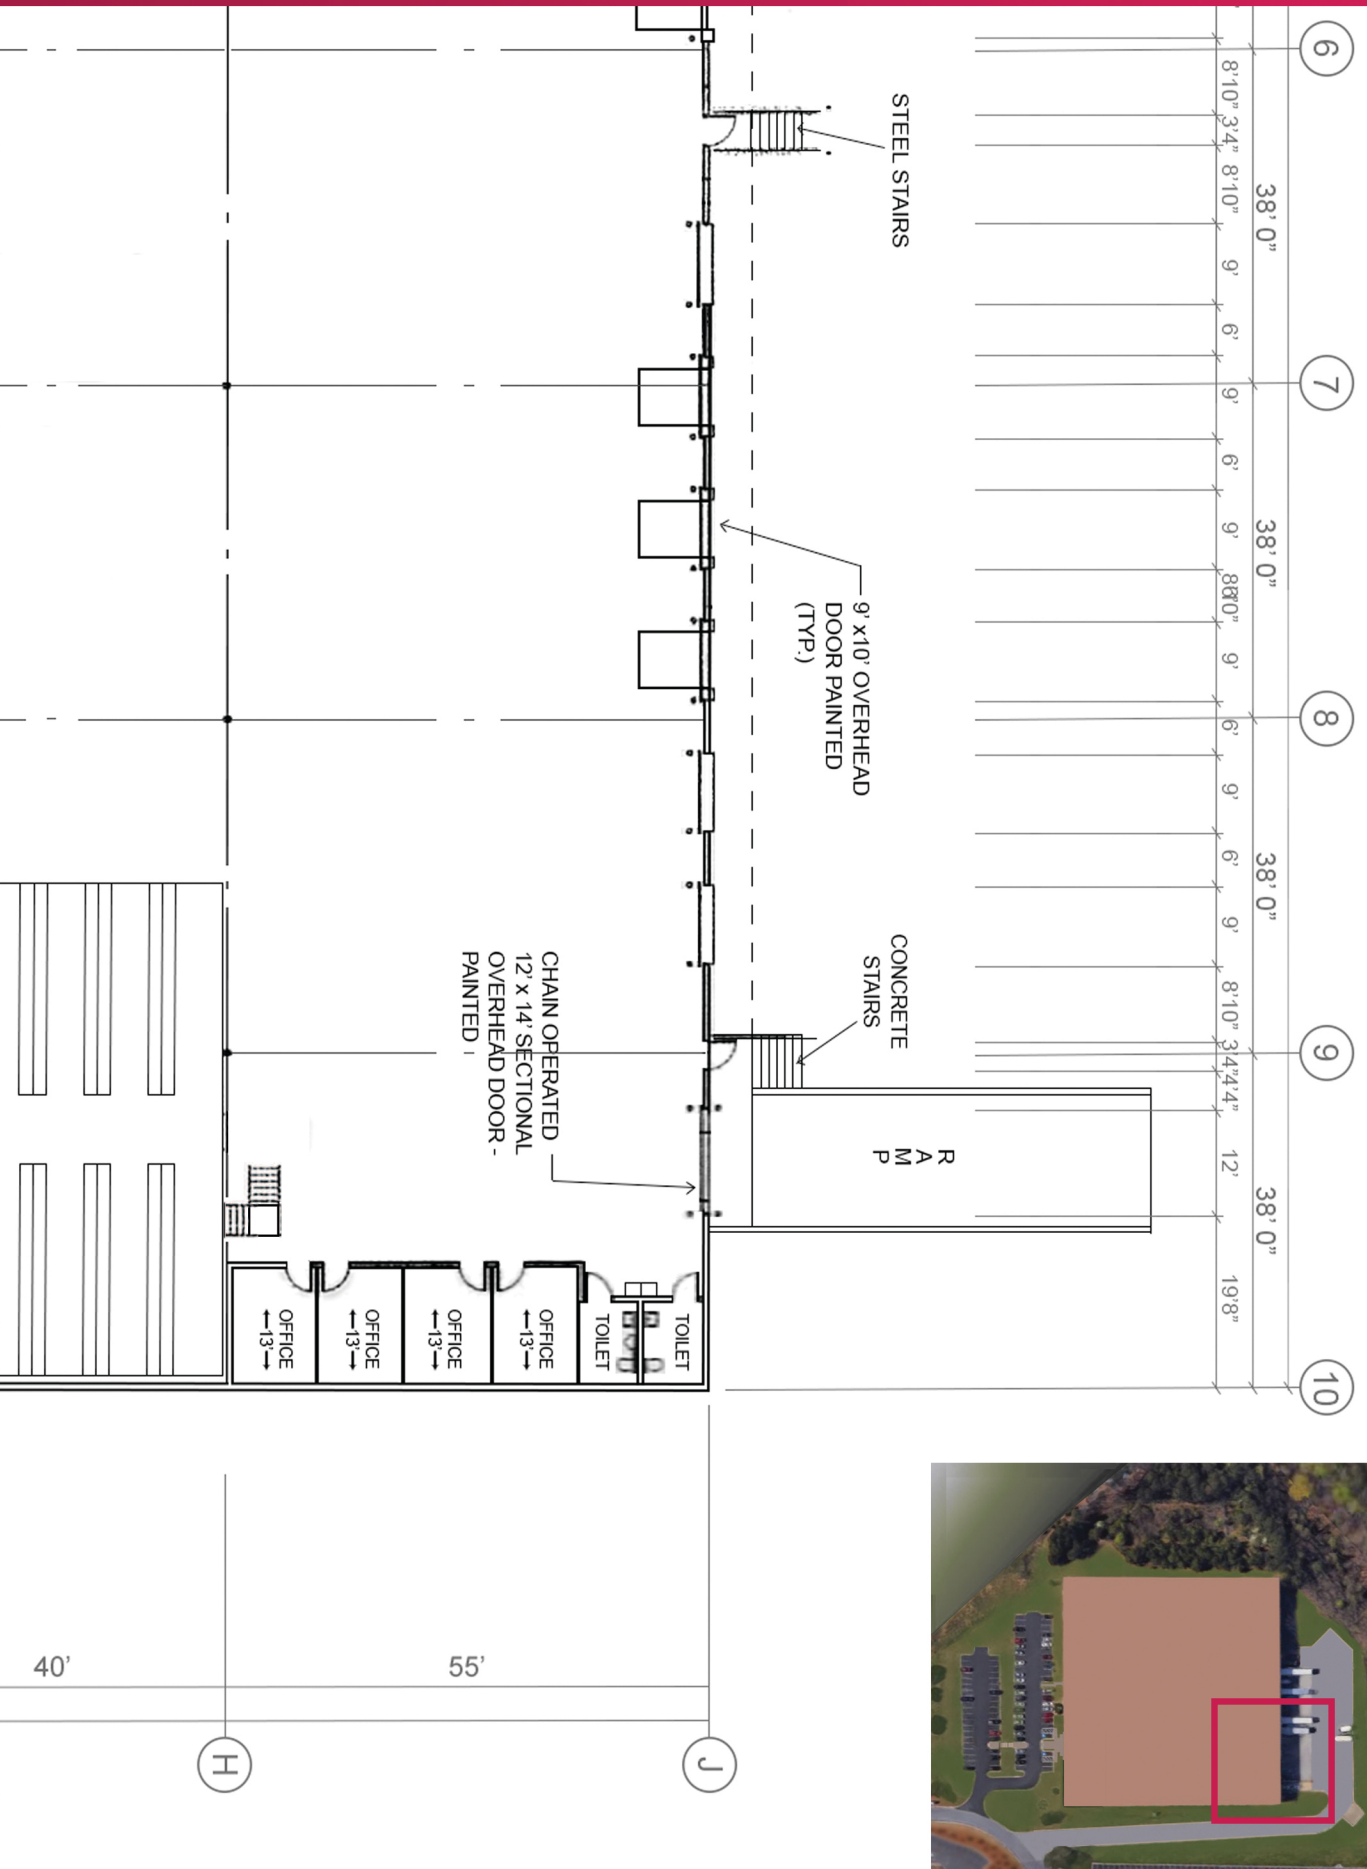 6
7
8
9
10
H
J
STEEL STAIRS
9' x10' OVERHEAD
DOOR PAINTED
(TYP.)
CONCRETE
STAIRS
CHAIN OPERATED
12' x 14' SECTIONAL
OVERHEAD DOOR -
PAINTED
RAMP
8'10"
3'4"
8'10"
9'
6'
9'
6'
9'
9'
6'
9'
6'
9'
8'10"
3'4"
4'4"
12'
19'8"
38' 0"
38' 0"
38' 0"
38' 0"
OFFICE
13'
OFFICE
13'
OFFICE
13'
OFFICE
13'
TOILET
TOILET
40'
55'